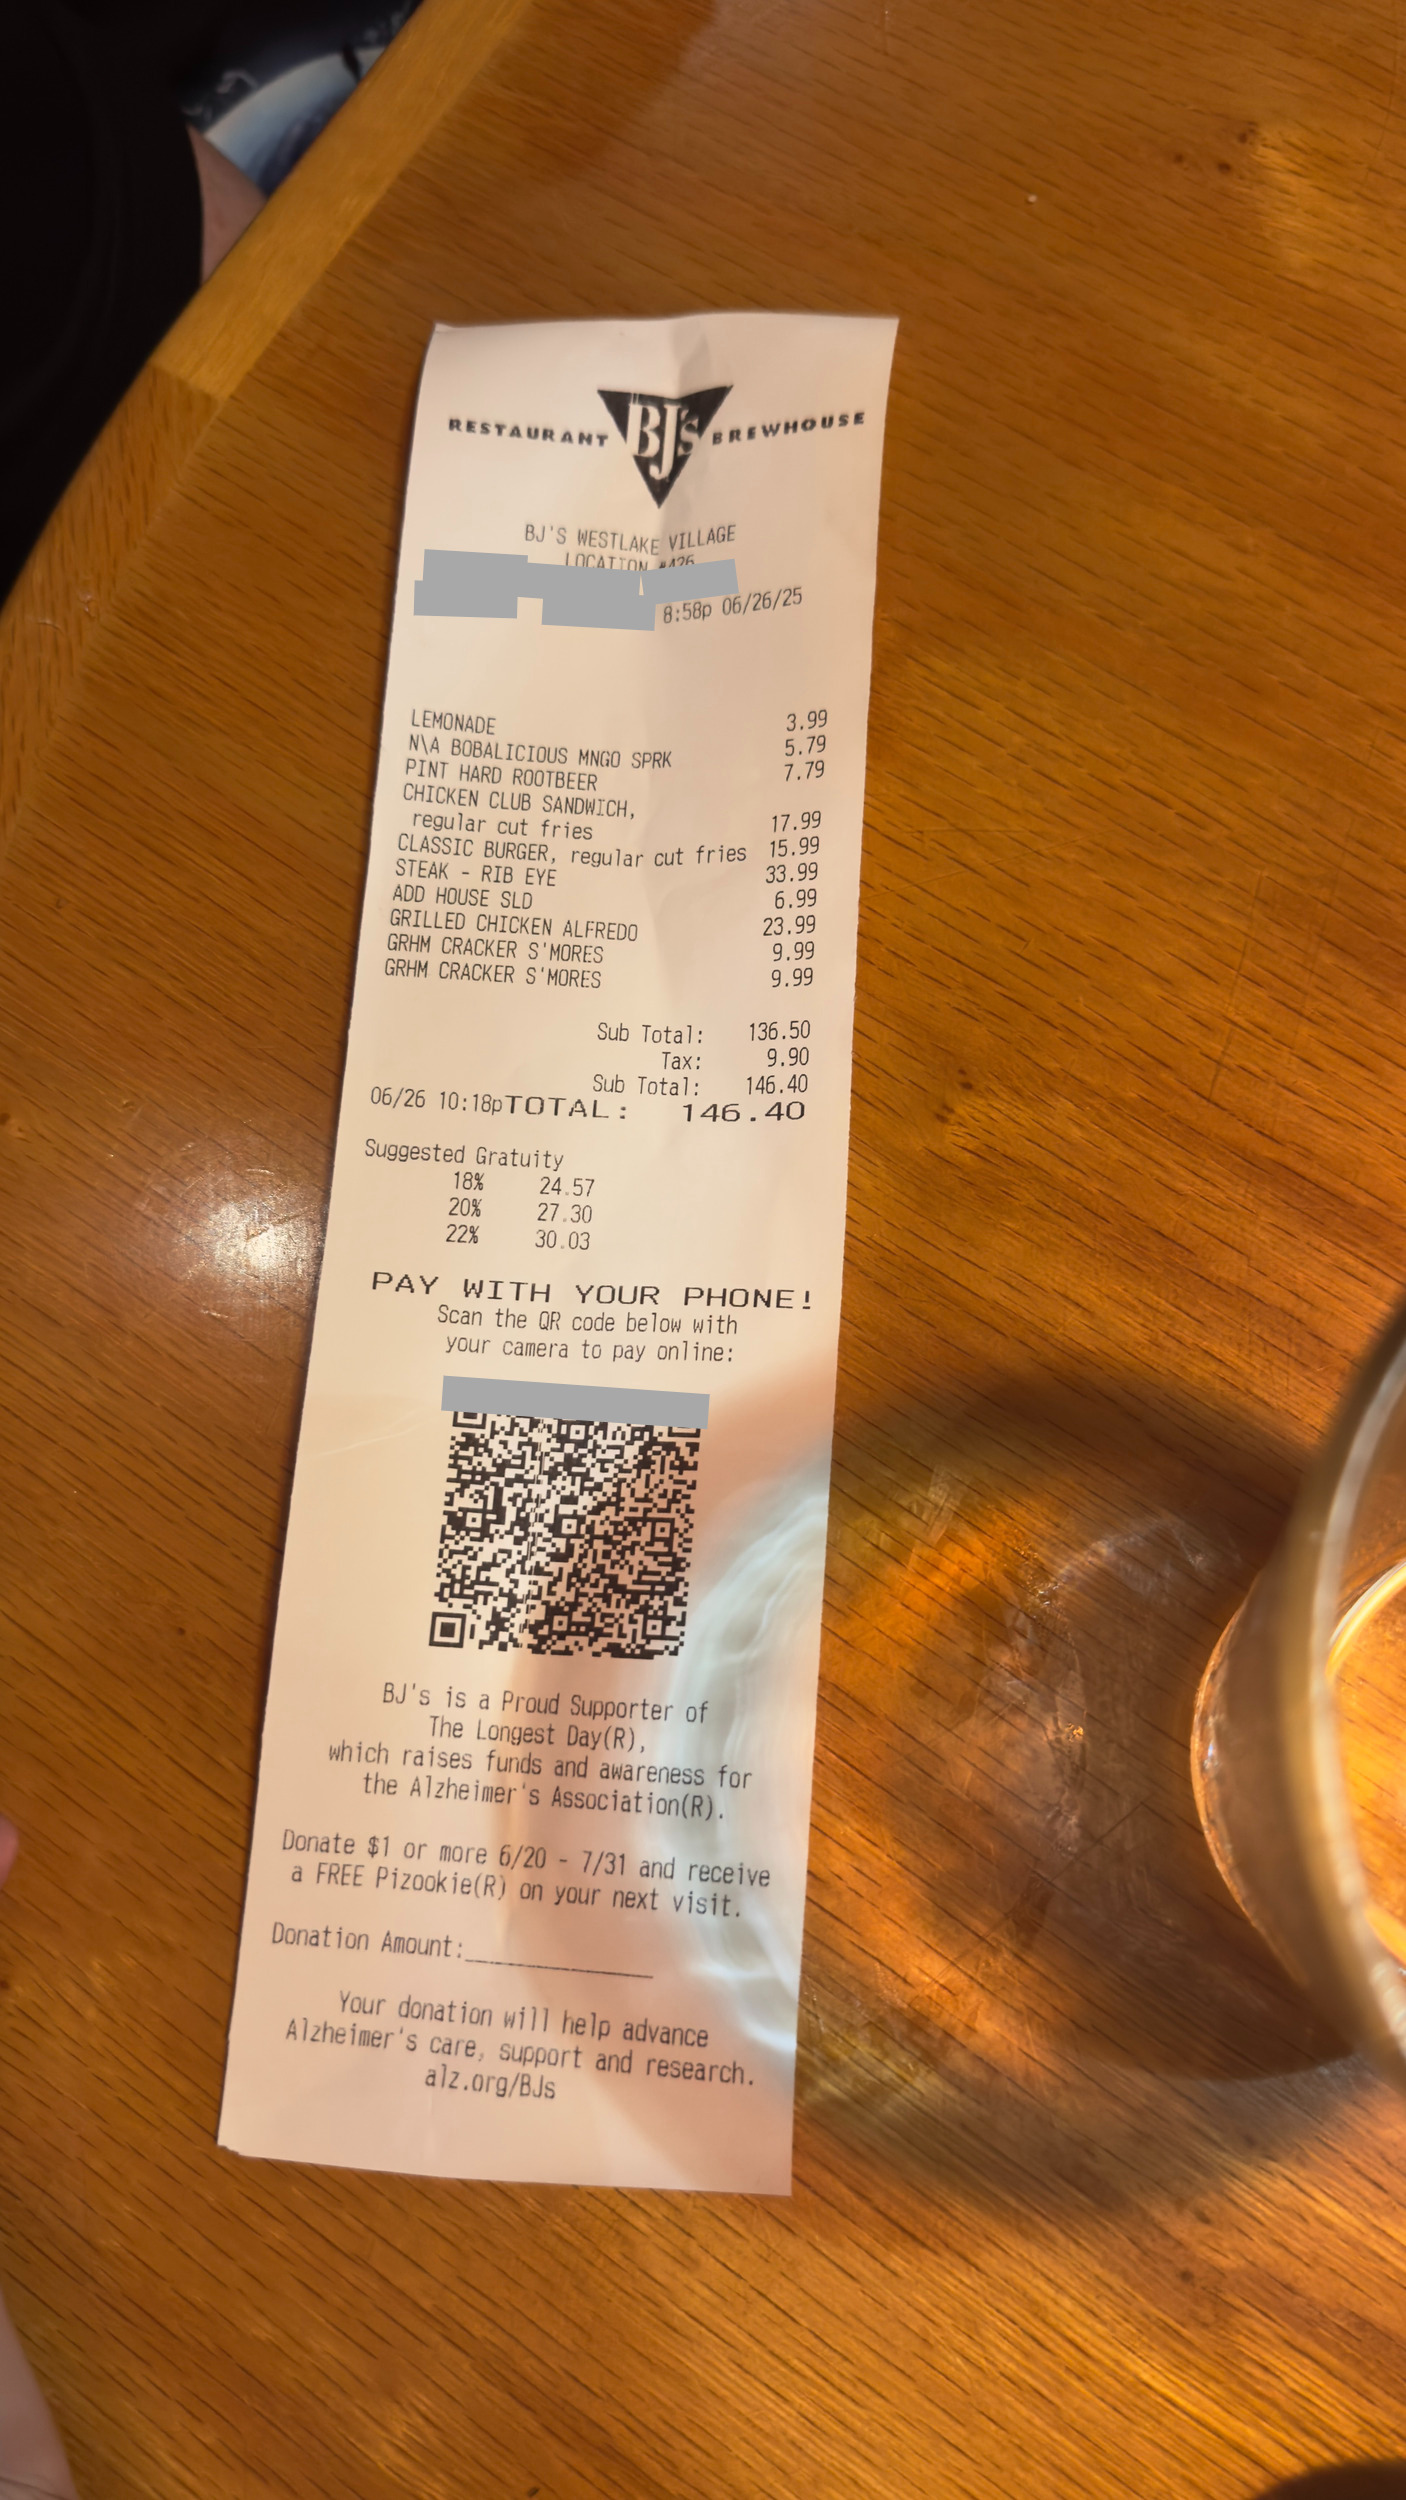 RESTAURANT BJ's BREWHOUSE
BJ'S WESTLAKE VILLAGE
LOCATION #426
8:58p 06/26/25
LEMONADE 3.99
N\A BOBALICIOUS MNGO SPRK 5.79
PINT HARD ROOTBEER 7.79
CHICKEN CLUB SANDWICH,
regular cut fries 17.99
CLASSIC BURGER, regular cut fries 15.99
STEAK - RIB EYE 33.99
ADD HOUSE SLD 6.99
GRILLED CHICKEN ALFREDO 23.99
GRHM CRACKER S'MORES 9.99
GRHM CRACKER S'MORES 9.99
Sub Total: 136.50
Tax: 9.90
Sub Total: 146.40
06/26 10:18pTOTAL: 146.40
Suggested Gratuity
18% 24.57
20% 27.30
22% 30.03
PAY WITH YOUR PHONE!
Scan the QR code below with
your camera to pay online:
BJ's is a Proud Supporter of
The Longest Day(R),
which raises funds and awareness for
the Alzheimer's Association(R).
Donate $1 or more 6/20 - 7/31 and receive
a FREE Pizookie(R) on your next visit.
Donation Amount:_______________
Your donation will help advance
Alzheimer's care, support and research.
alz.org/BJs